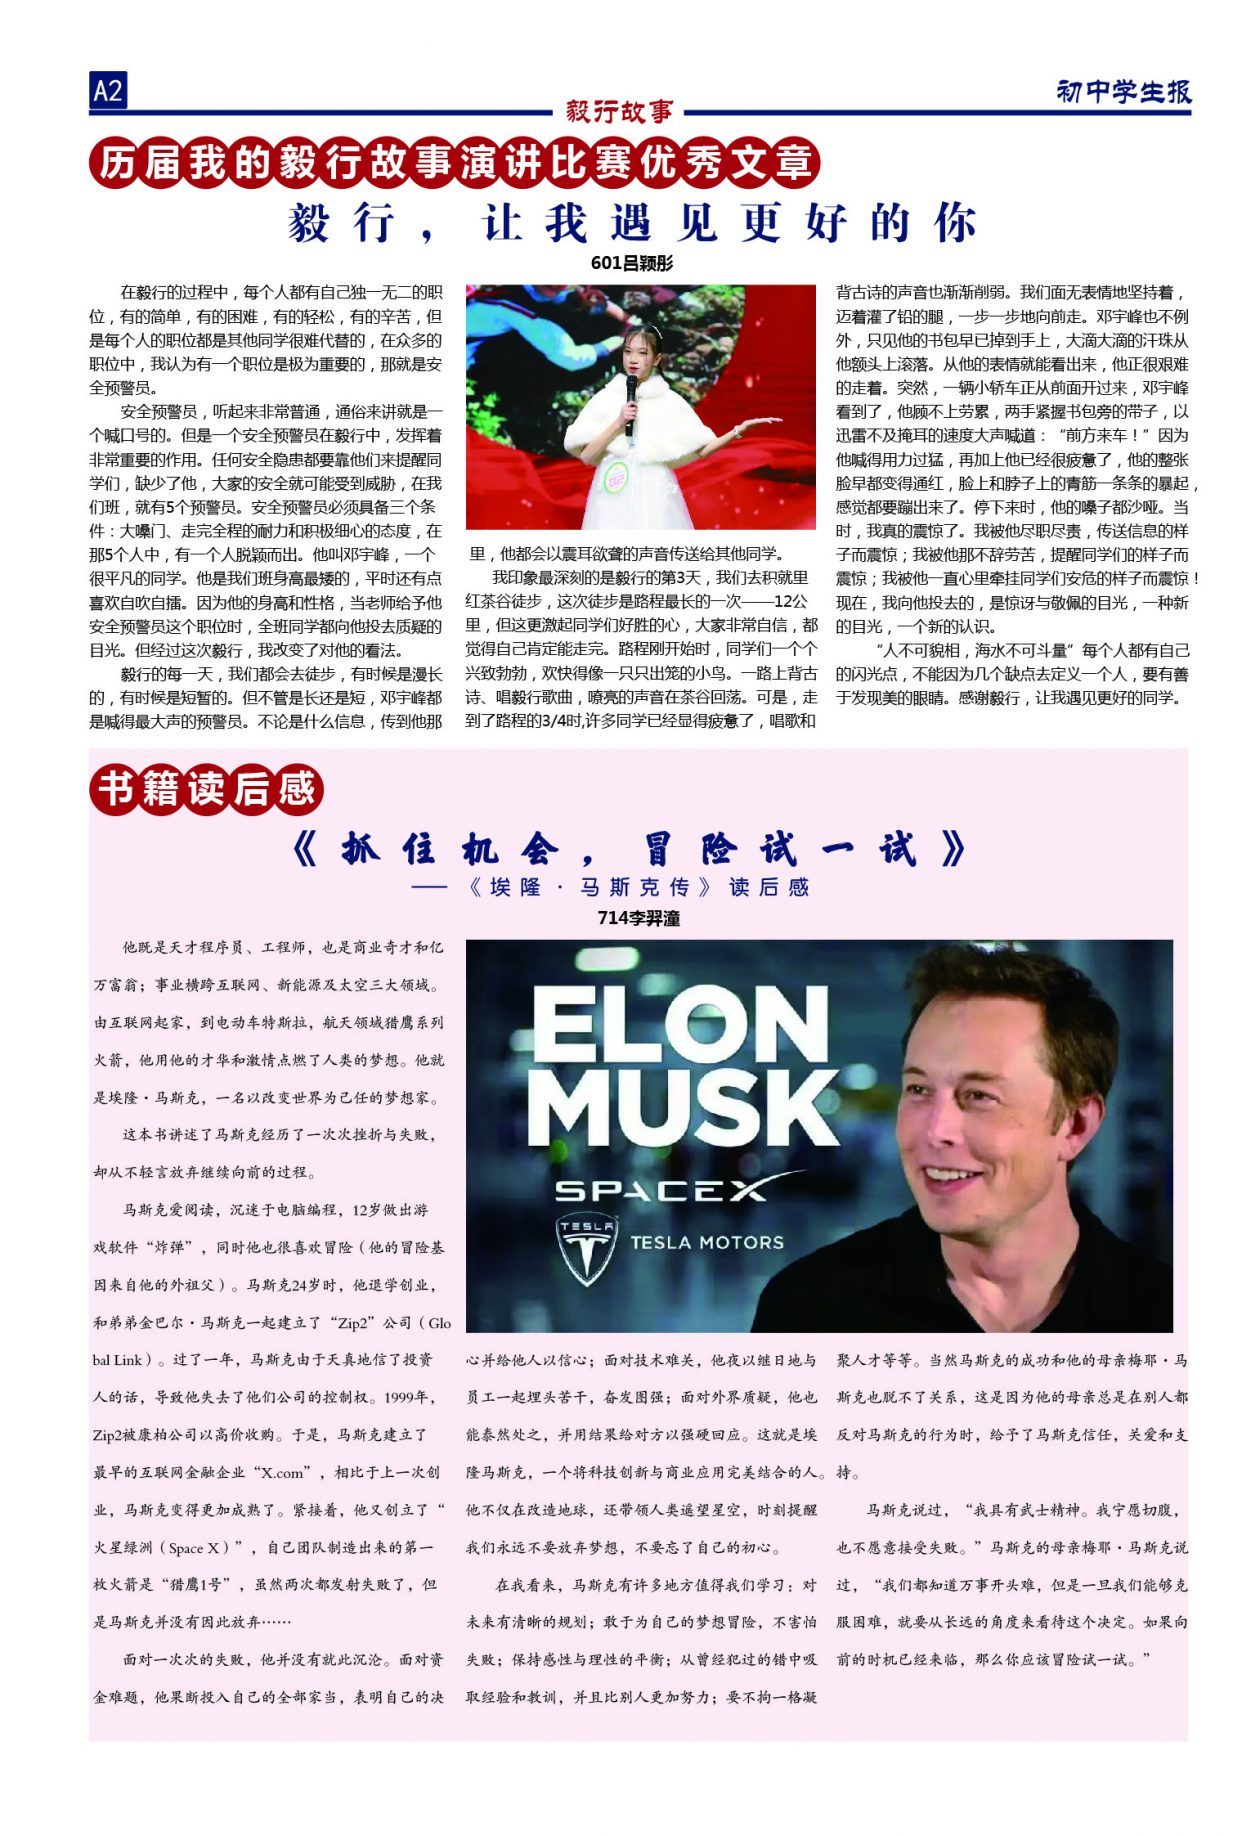 A2
初中学生报
毅行故事
历届我的毅行故事演讲比赛优秀文章
毅行，让我遇见更好的你
601吕颖彤
在毅行的过程中，每个人都有自己独一无二的职
位，有的简单，有的困难，有的轻松，有的辛苦，但
是每个人的职位都是其他同学很难代替的，在众多的
职位中，我认为有一个职位是极为重要的，那就是安
全预警员。
安全预警员，听起来非常普通，通俗来讲就是一
个喊口号的。但是一个安全预警员在毅行中，发挥着
非常重要的作用。任何安全隐患都要靠他们来提醒同
学们，缺少了他，大家的安全就可能受到威胁，在我
们班，就有5个预警员。安全预警员必须具备三个条
件：大嗓门、走完全程的耐力和积极细心的态度，在
那5个人中，有一个人脱颖而出。他叫邓宇峰，一个
很平凡的同学。他是我们班身高最矮的，平时还有点
喜欢自吹自擂。因为他的身高和性格，当老师给予他
安全预警员这个职位时，全班同学都向他投去质疑的
目光。但经过这次毅行，我改变了对他的看法。
毅行的每一天，我们都会去徒步，有时候是漫长
的，有时候是短暂的。但不管是长还是短，邓宇峰都
是喊得最大声的预警员。不论是什么信息，传到他那
里，他都会以震耳欲聋的声音传送给其他同学。
我印象最深刻的是毅行的第3天，我们去积就里
红茶谷徒步，这次徒步是路程最长的一次——12公
里，但这更激起同学们好胜的心，大家非常自信，都
觉得自己肯定能走完。路程刚开始时，同学们一个个
兴致勃勃，欢快得像一只只出笼的小鸟。一路上背古
诗、唱毅行歌曲，嘹亮的声音在茶谷回荡。可是，走
到了路程的3/4时,许多同学已经显得疲惫了，唱歌和
背古诗的声音也渐渐削弱。我们面无表情地坚持着，
迈着灌了铅的腿，一步一步地向前走。邓宇峰也不例
外，只见他的书包早已掉到手上，大滴大滴的汗珠从
他额头上滚落。从他的表情就能看出来，他正很艰难
的走着。突然，一辆小轿车正从前面开过来，邓宇峰
看到了，他顾不上劳累，两手紧握书包旁的带子，以
迅雷不及掩耳的速度大声喊道：“前方来车！”因为
他喊得用力过猛，再加上他已经很疲惫了，他的整张
脸早都变得通红，脸上和脖子上的青筋一条条的暴起，
感觉都要蹦出来了。停下来时，他的嗓子都沙哑。当
时，我真的震惊了。我被他尽职尽责，传送信息的样
子而震惊；我被他那不辞劳苦，提醒同学们的样子而
震惊；我被他一直心里牵挂同学们安危的样子而震惊！
现在，我向他投去的，是惊讶与敬佩的目光，一种新
的目光，一个新的认识。
“人不可貌相，海水不可斗量”每个人都有自己
的闪光点，不能因为几个缺点去定义一个人，要有善
于发现美的眼睛。感谢毅行，让我遇见更好的同学。
书籍读后感
《抓住机会，冒险试一试》
——《埃隆·马斯克传》读后感
714李羿潼
他既是天才程序员、工程师，也是商业奇才和亿
万富翁；事业横跨互联网、新能源及太空三大领域。
由互联网起家，到电动车特斯拉，航天领域猎鹰系列
火箭，他用他的才华和激情点燃了人类的梦想。他就
是埃隆·马斯克，一名以改变世界为己任的梦想家。
这本书讲述了马斯克经历了一次次挫折与失败，
却从不轻言放弃继续向前的过程。
马斯克爱阅读，沉迷于电脑编程，12岁做出游
戏软件“炸弹”，同时他也很喜欢冒险（他的冒险基
因来自他的外祖父）。马斯克24岁时，他退学创业，
和弟弟金巴尔·马斯克一起建立了“Zip2”公司（Glo
bal Link）。过了一年，马斯克由于天真地信了投资
人的话，导致他失去了他们公司的控制权。1999年，
Zip2被康柏公司以高价收购。于是，马斯克建立了
最早的互联网金融企业“X.com”，相比于上一次创
业，马斯克变得更加成熟了。紧接着，他又创立了“
火星绿洲（Space X）”，自己团队制造出来的第一
枚火箭是“猎鹰1号”，虽然两次都发射失败了，但
是马斯克并没有因此放弃……
面对一次次的失败，他并没有就此沉沦。面对资
金难题，他果断投入自己的全部家当，表明自己的决
ELON
MUSK
SPACEX
TESLA
TESLA MOTORS
心并给他人以信心；面对技术难关，他夜以继日地与
员工一起埋头苦干，奋发图强；面对外界质疑，他也
能泰然处之，并用结果给对方以强硬回应。这就是埃
隆马斯克，一个将科技创新与商业应用完美结合的人。
他不仅在改造地球，还带领人类遥望星空，时刻提醒
我们永远不要放弃梦想，不要忘了自己的初心。
在我看来，马斯克有许多地方值得我们学习：对
未来有清晰的规划；敢于为自己的梦想冒险，不害怕
失败；保持感性与理性的平衡；从曾经犯过的错中吸
取经验和教训，并且比别人更加努力；要不拘一格凝
聚人才等等。当然马斯克的成功和他的母亲梅耶·马
斯克也脱不了关系，这是因为他的母亲总是在别人都
反对马斯克的行为时，给予了马斯克信任，关爱和支
持。
马斯克说过，“我具有武士精神。我宁愿切腹，
也不愿意接受失败。”马斯克的母亲梅耶·马斯克说
过，“我们都知道万事开头难，但是一旦我们能够克
服困难，就要从长远的角度来看待这个决定。如果向
前的时机已经来临，那么你应该冒险试一试。”